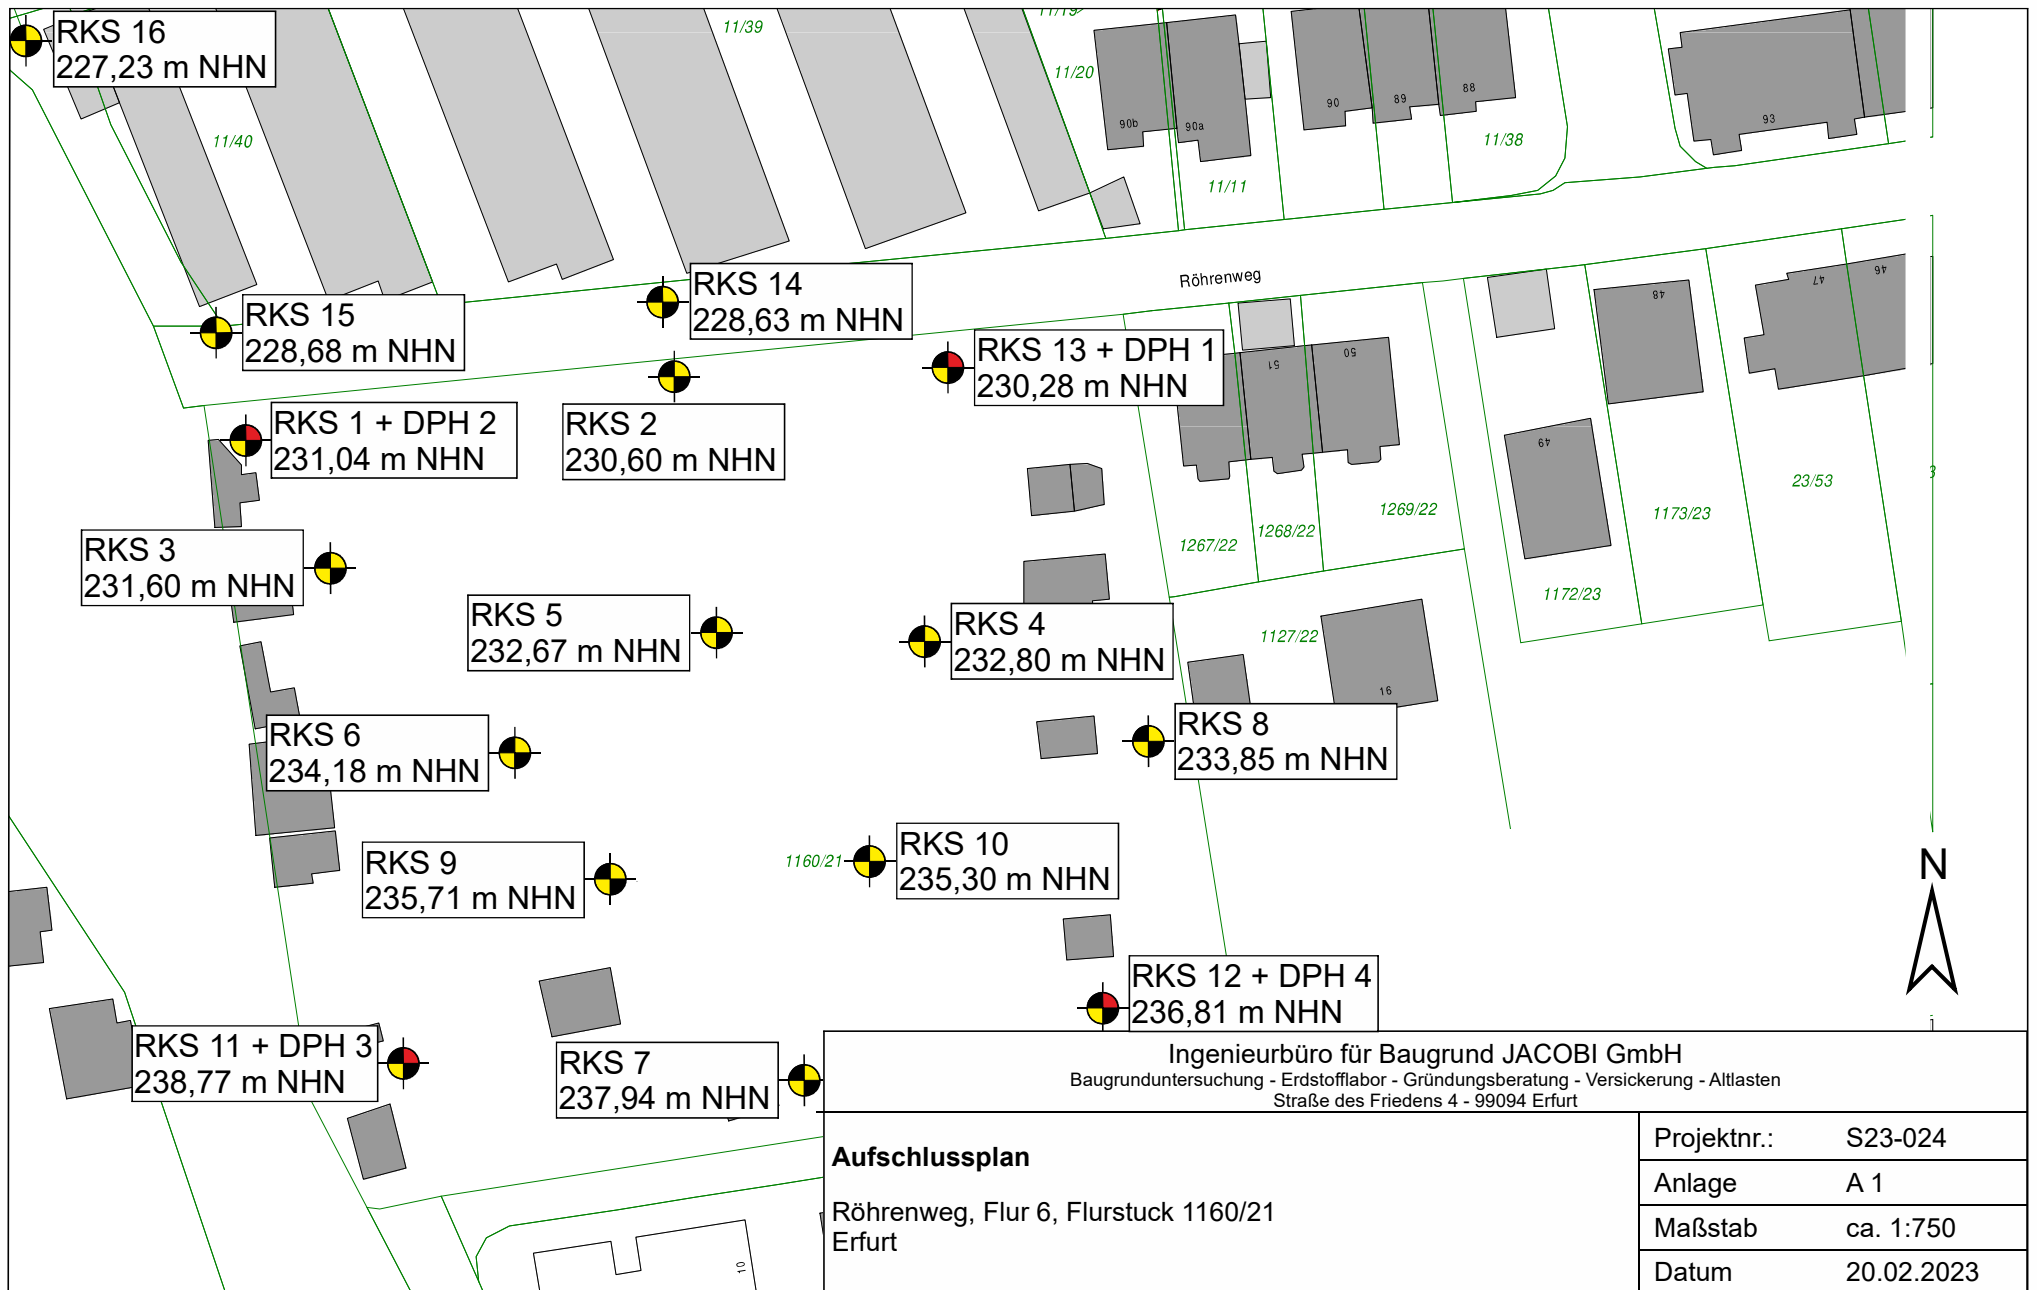 RKS 16
227,23 m NHN
11/39
11/19
11/20
11/40
90b
90a
90
89
88
93
11/38
11/11
Röhrenweg
RKS 14
228,63 m NHN
RKS 15
228,68 m NHN
RKS 13 + DPH 1
230,28 m NHN
51
50
48
47
46
RKS 1 + DPH 2
231,04 m NHN
RKS 2
230,60 m NHN
49
23/53
3
1269/22
1173/23
1268/22
1267/22
RKS 3
231,60 m NHN
1172/23
RKS 5
232,67 m NHN
RKS 4
232,80 m NHN
1127/22
16
RKS 6
234,18 m NHN
RKS 8
233,85 m NHN
RKS 9
235,71 m NHN
1160/21
RKS 10
235,30 m NHN
N
RKS 12 + DPH 4
236,81 m NHN
RKS 11 + DPH 3
238,77 m NHN
RKS 7
237,94 m NHN
10
Ingenieurbüro für Baugrund JACOBI GmbH
Baugrunduntersuchung - Erdstofflabor - Gründungsberatung - Versickerung - Altlasten
Straße des Friedens 4 - 99094 Erfurt
Aufschlussplan
Röhrenweg, Flur 6, Flurstuck 1160/21
Erfurt
Projektnr.: S23-024
Anlage A 1
Maßstab ca. 1:750
Datum 20.02.2023